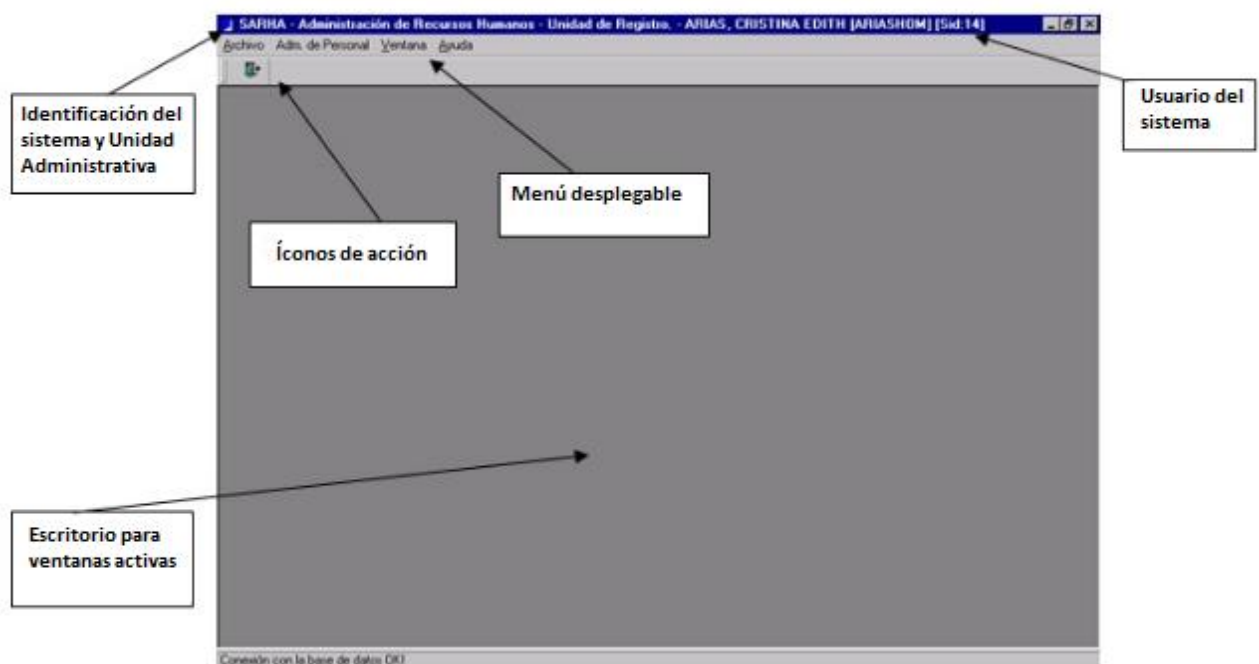 SARHA - Administración de Recursos Humanos - Unidad de Registro. - ARIAS, CRISTINA EDITH [ARIASHOM] [Sid:14]
Archivo Adm. de Personal Ventana Ayuda
Identificación del
sistema y Unidad
Administrativa
Usuario del
sistema
Menú desplegable
Íconos de acción
Escritorio para
ventanas activas
Conexión con la base de datos OK!